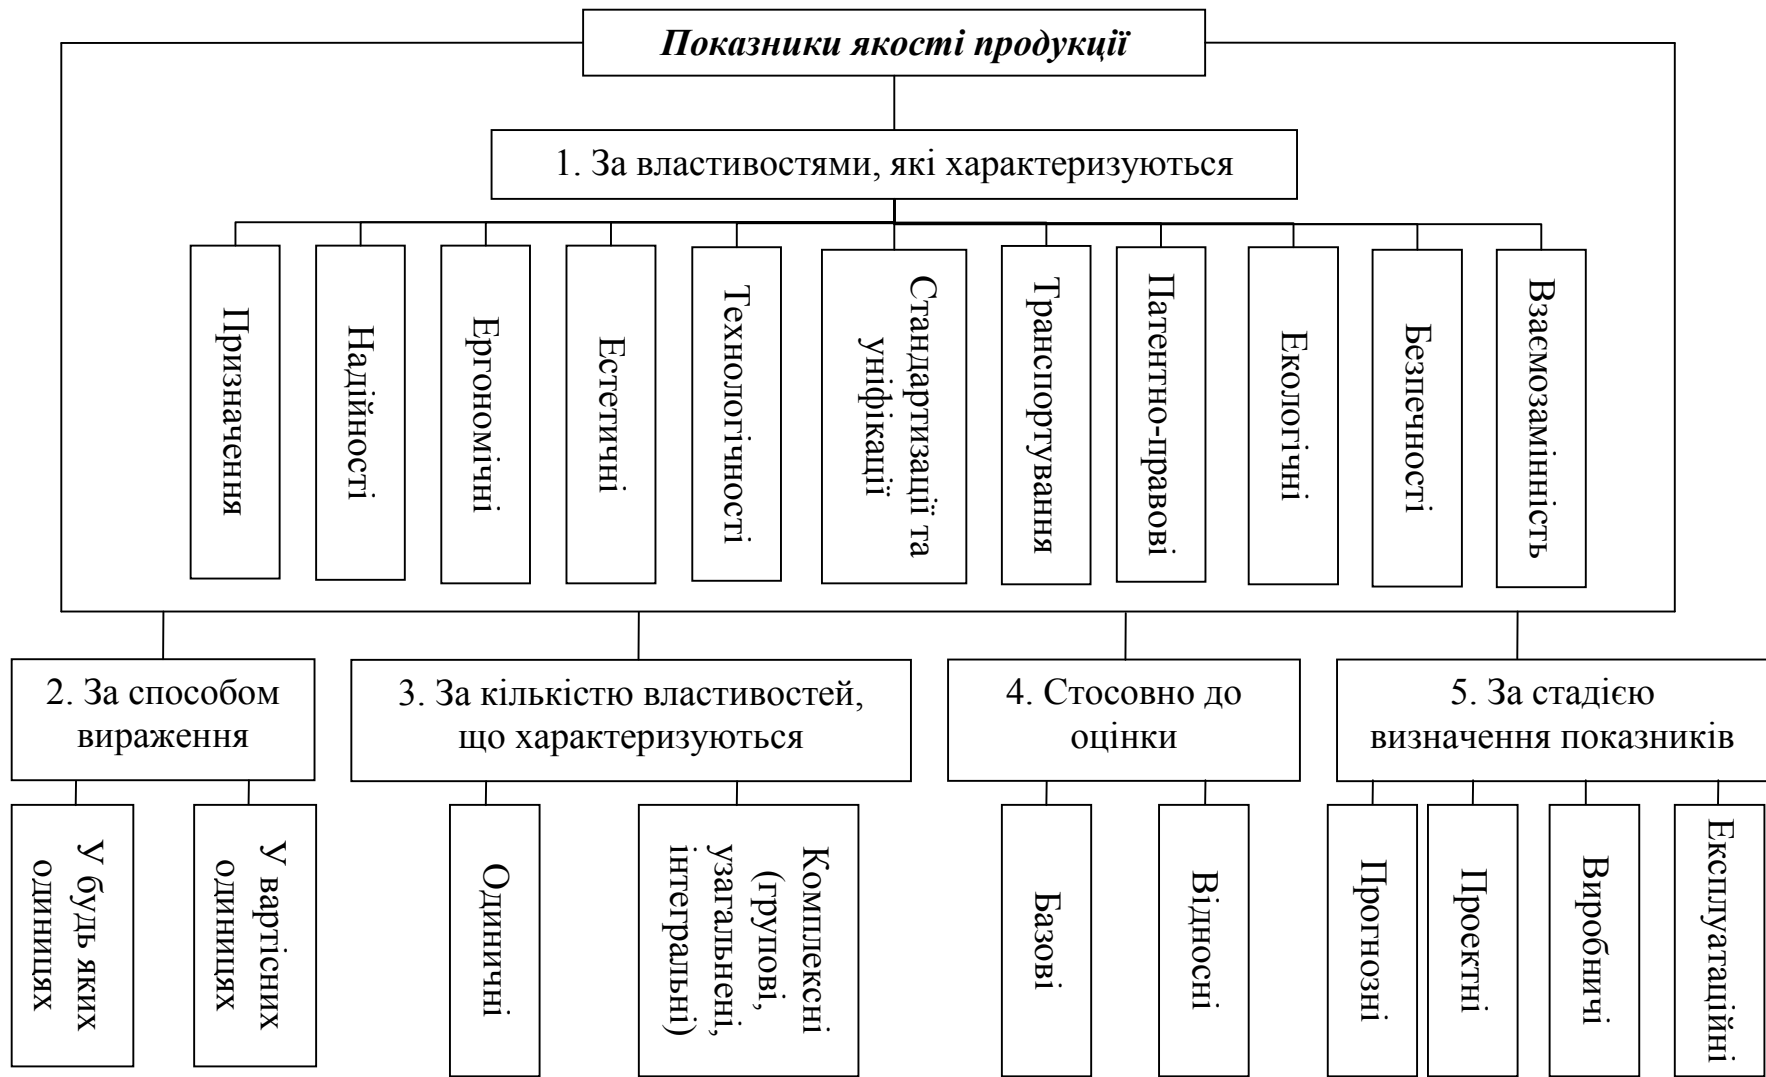 Показники якості продукції
1. За властивостями, які характеризуються
Призначення
Надійності
Ергономічні
Естетичні
Технологічності
Стандартизації та
уніфікації
Транспортування
Патентно-правові
Екологічні
Безпечності
Взаємозамінність
2. За способом
вираження
3. За кількістю властивостей,
що характеризуються
4. Стосовно до
оцінки
5. За стадією
визначення показників
У будь яких
одиницях
У вартісних
одиницях
Одиничні
Комплексні
(групові,
узагальнені,
інтегральні)
Базові
Відносні
Прогнозні
Проектні
Виробничі
Експлуатаційні